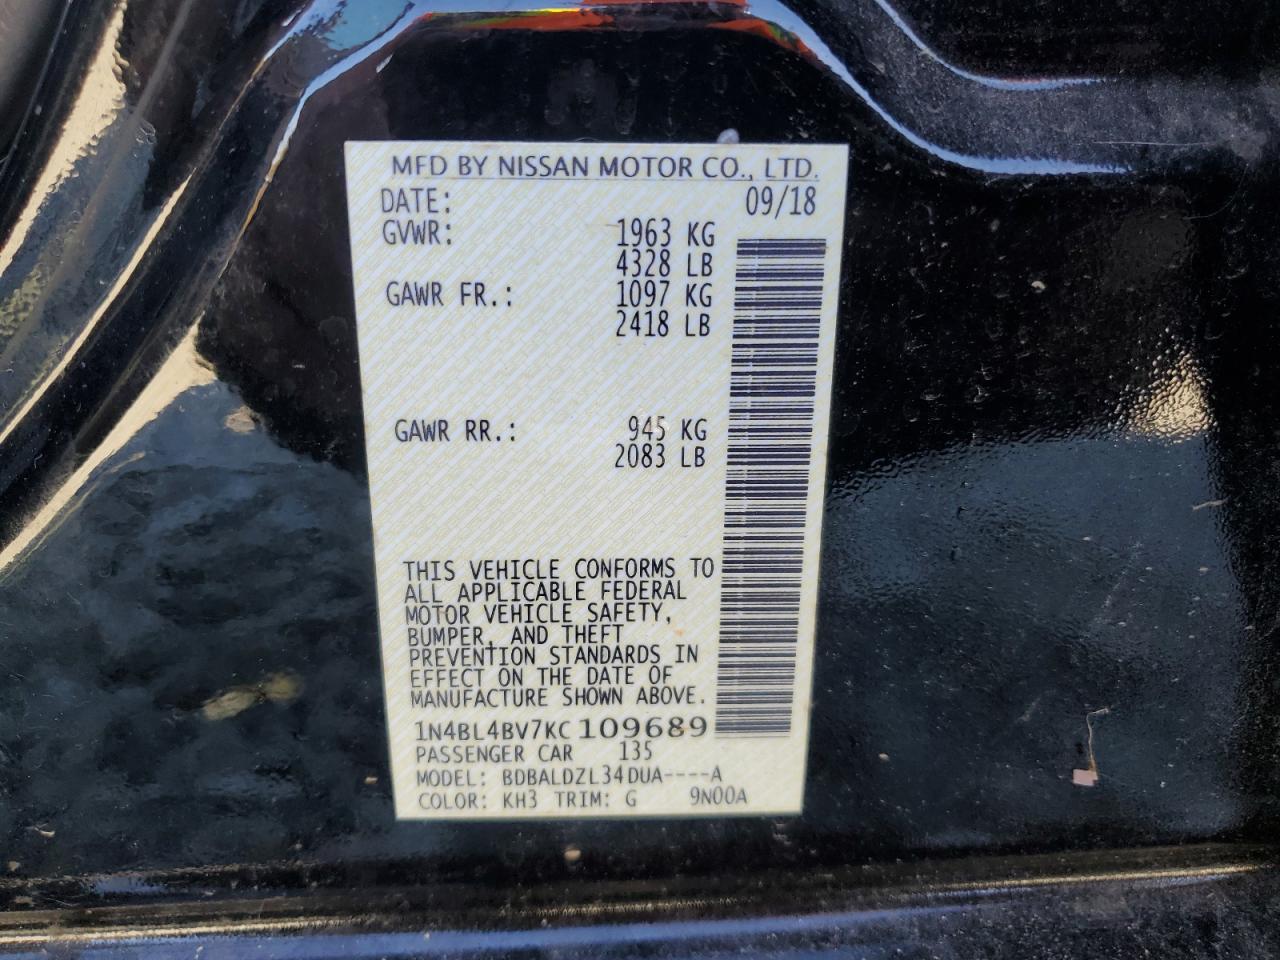 MFD BY NISSAN MOTOR CO., LTD.
DATE: 09/18
GVWR: 1963 KG
4328 LB
GAWR FR.: 1097 KG
2418 LB
GAWR RR.: 945 KG
2083 LB
THIS VEHICLE CONFORMS TO
ALL APPLICABLE FEDERAL
MOTOR VEHICLE SAFETY,
BUMPER, AND THEFT
PREVENTION STANDARDS IN
EFFECT ON THE DATE OF
MANUFACTURE SHOWN ABOVE.
1N4BL4BV7KC109689
PASSENGER CAR 135
MODEL: BDBALDZL34DUA----A
COLOR: KH3 TRIM: G 9N00A